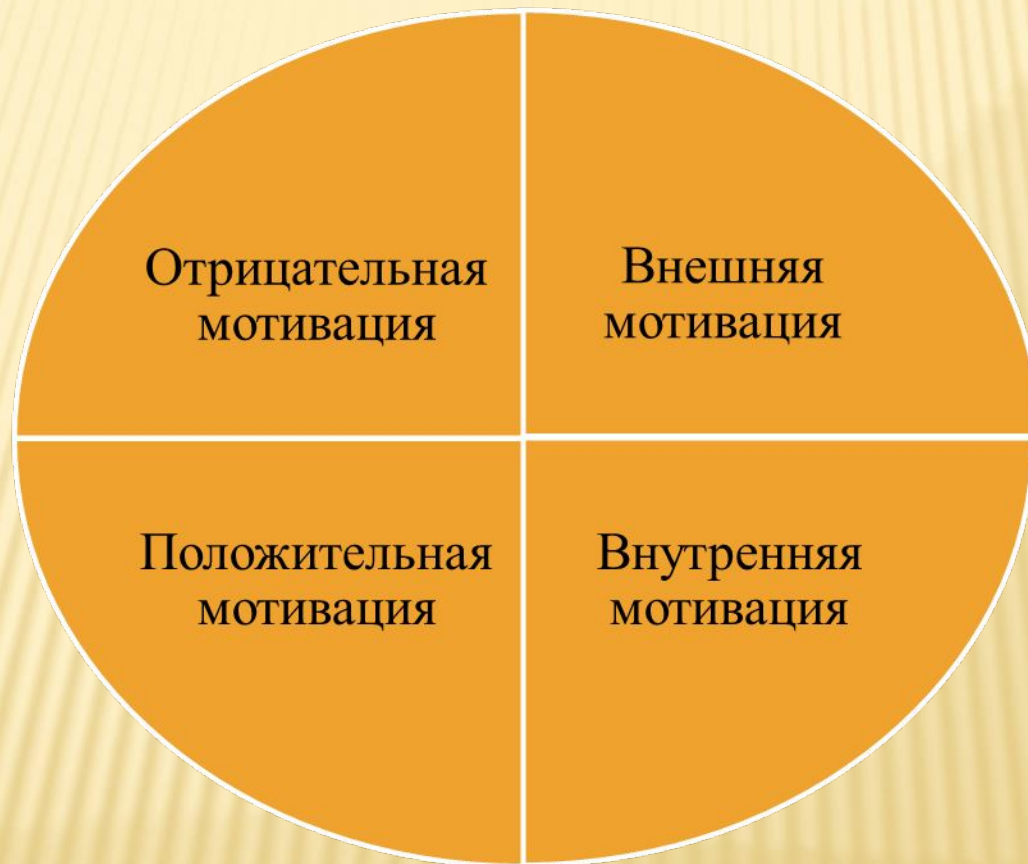 Отрицательная
мотивация
Внешняя
мотивация
Положительная
мотивация
Внутренняя
мотивация